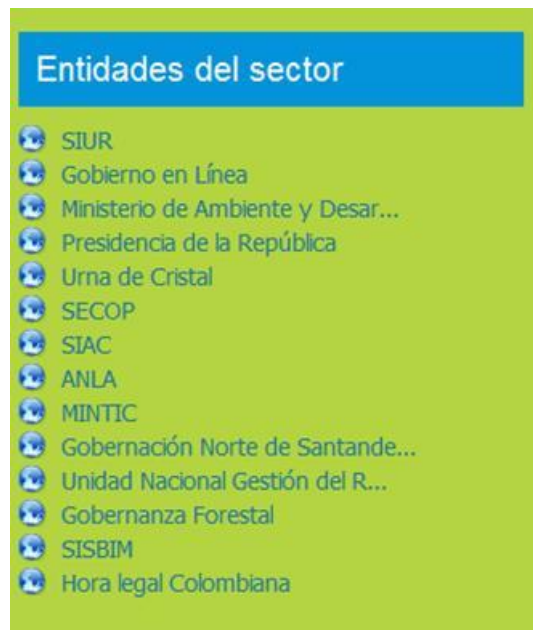 Entidades del sector
SIUR
Gobierno en Línea
Ministerio de Ambiente y Desar...
Presidencia de la República
Urna de Cristal
SECOP
SIAC
ANLA
MINTIC
Gobernación Norte de Santande...
Unidad Nacional Gestión del R...
Gobernanza Forestal
SISBIM
Hora legal Colombiana